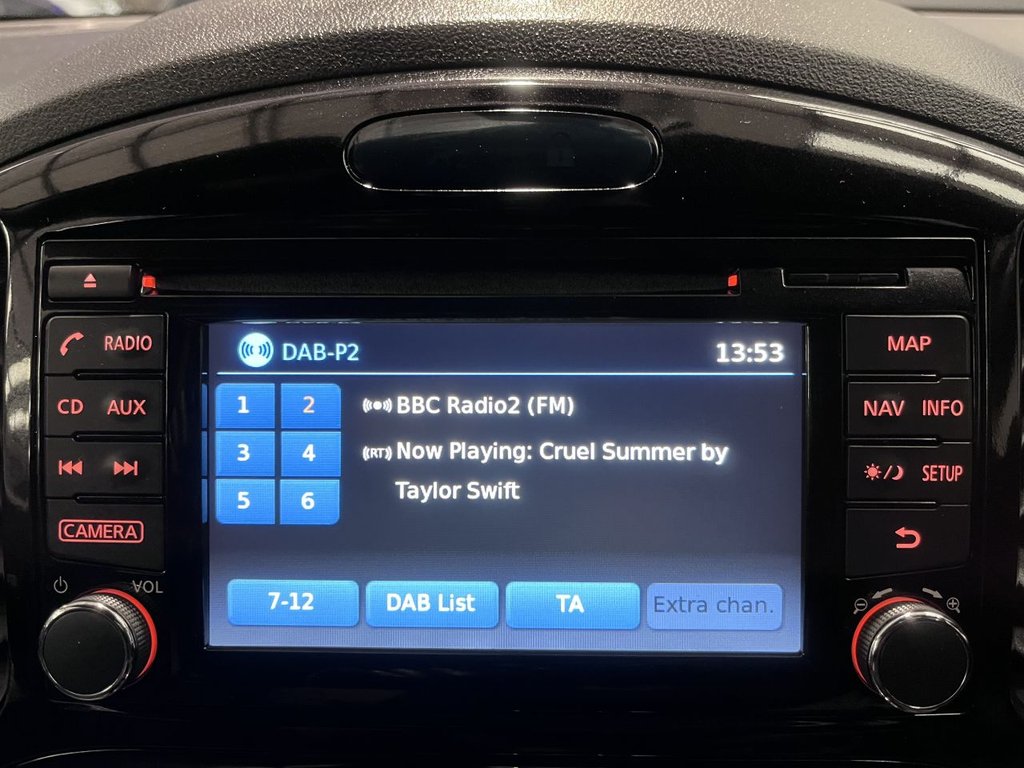 RADIO
CD AUX
CAMERA
VOL
DAB-P2 13:53
1 2
3 4
5 6
BBC Radio2 (FM)
(RT) Now Playing: Cruel Summer by
Taylor Swift
7-12 DAB List TA Extra chan.
MAP
NAV INFO
SETUP